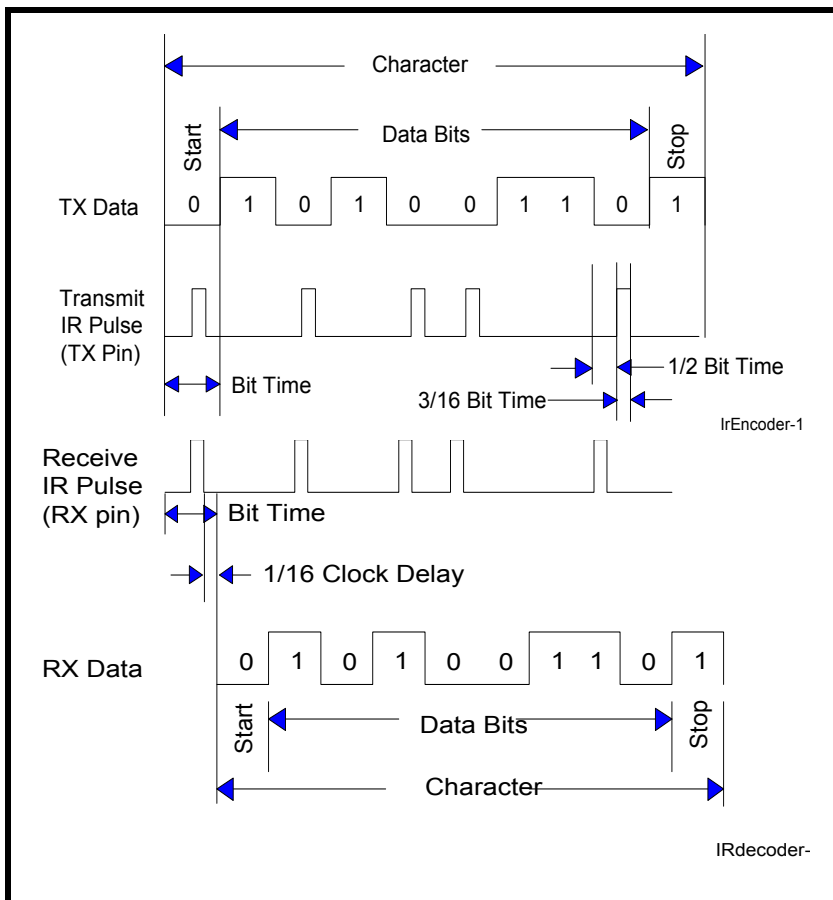 Character
Start
Data Bits
Stop
TX Data
0 1 0 1 0 0 1 1 0 1
Transmit
IR Pulse
(TX Pin)
Bit Time
1/2 Bit Time
3/16 Bit Time
IrEncoder-1
Receive
IR Pulse
(RX pin)
Bit Time
1/16 Clock Delay
RX Data
0 1 0 1 0 0 1 1 0 1
Start
Data Bits
Stop
Character
IRdecoder-